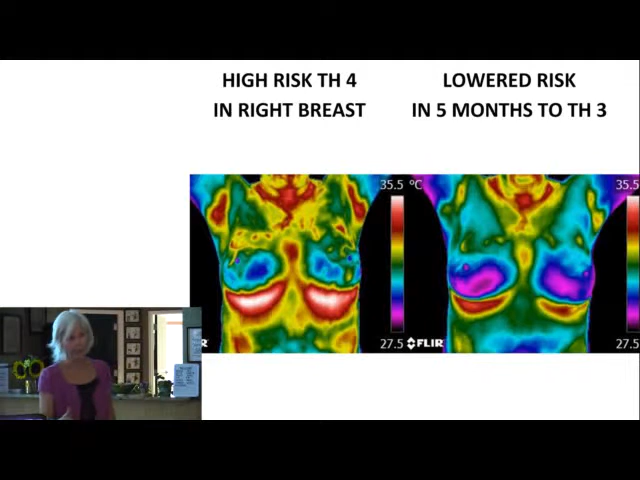 HIGH RISK TH 4
IN RIGHT BREAST
LOWERED RISK
IN 5 MONTHS TO TH 3
35.5 °C
35.5
27.5
FLIR
27.5